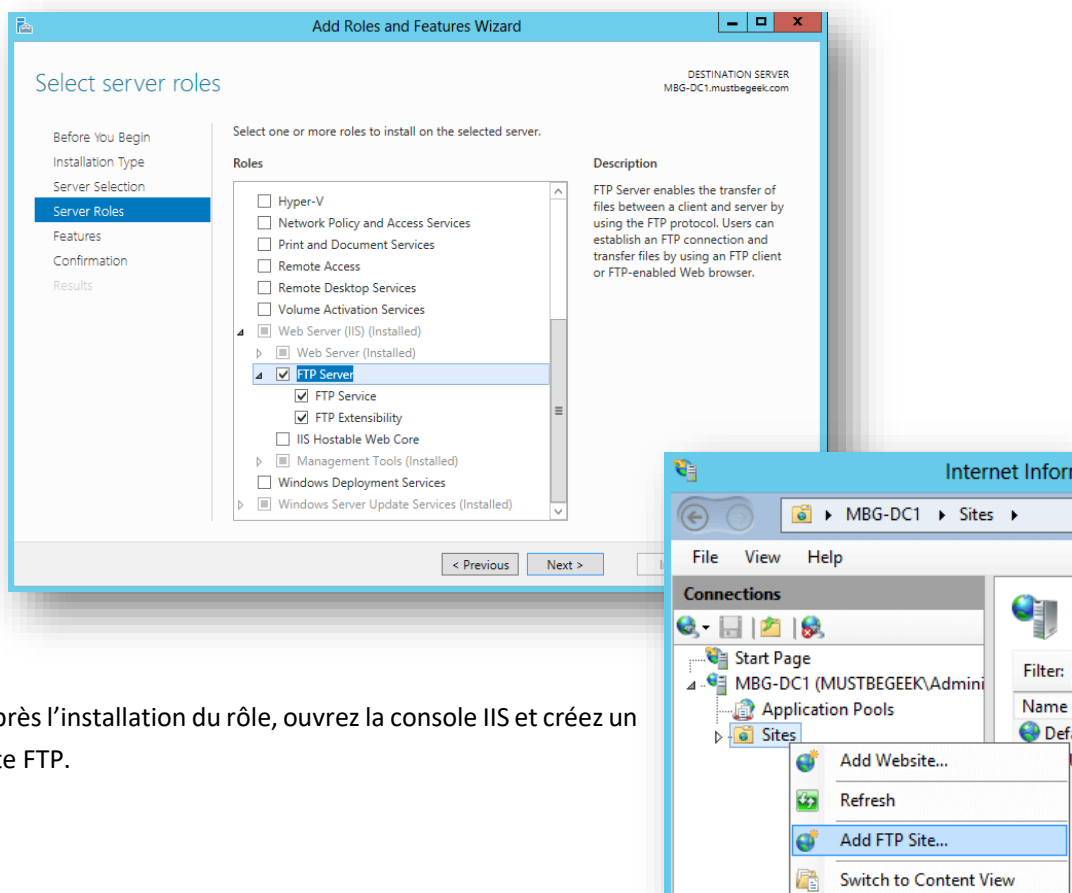 Add Roles and Features Wizard
Select server roles
DESTINATION SERVER
MBG-DC1.mustbegeek.com
Before You Begin
Installation Type
Server Selection
Server Roles
Features
Confirmation
Results
Select one or more roles to install on the selected server.
Roles
Hyper-V
Network Policy and Access Services
Print and Document Services
Remote Access
Remote Desktop Services
Volume Activation Services
Web Server (IIS) (Installed)
Web Server (Installed)
FTP Server
FTP Service
FTP Extensibility
IIS Hostable Web Core
Management Tools (Installed)
Windows Deployment Services
Windows Server Update Services (Installed)
Description
FTP Server enables the transfer of
files between a client and server by
using the FTP protocol. Users can
establish an FTP connection and
transfer files by using an FTP client
or FTP-enabled Web browser.
< Previous
Next >
près l’installation du rôle, ouvrez la console IIS et créez un
te FTP.
Internet Inform
MBG-DC1 Sites
File View Help
Connections
Start Page
MBG-DC1 (MUSTBEGEEK\Admini
Application Pools
Sites
Filter:
Name
Defa
Add Website...
Refresh
Add FTP Site...
Switch to Content View